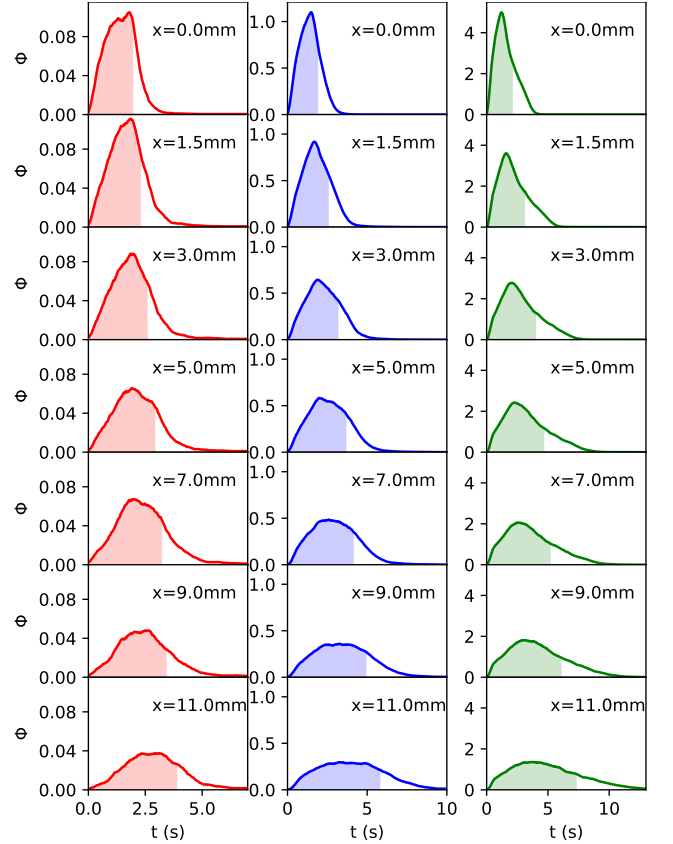 Φ 0.08 0.04 0.00 x=0.0mm 1.0 0.5 0.0 x=0.0mm 4 2 0 x=0.0mm
Φ 0.08 0.04 0.00 x=1.5mm 1.0 0.5 0.0 x=1.5mm 4 2 0 x=1.5mm
Φ 0.08 0.04 0.00 x=3.0mm 1.0 0.5 0.0 x=3.0mm 4 2 0 x=3.0mm
Φ 0.08 0.04 0.00 x=5.0mm 1.0 0.5 0.0 x=5.0mm 4 2 0 x=5.0mm
Φ 0.08 0.04 0.00 x=7.0mm 1.0 0.5 0.0 x=7.0mm 4 2 0 x=7.0mm
Φ 0.08 0.04 0.00 x=9.0mm 1.0 0.5 0.0 x=9.0mm 4 2 0 x=9.0mm
Φ 0.08 0.04 0.00 x=11.0mm 1.0 0.5 0.0 x=11.0mm 4 2 0 x=11.0mm
0.0 2.5 5.0 0 5 10 0 5 10
t (s) t (s) t (s)